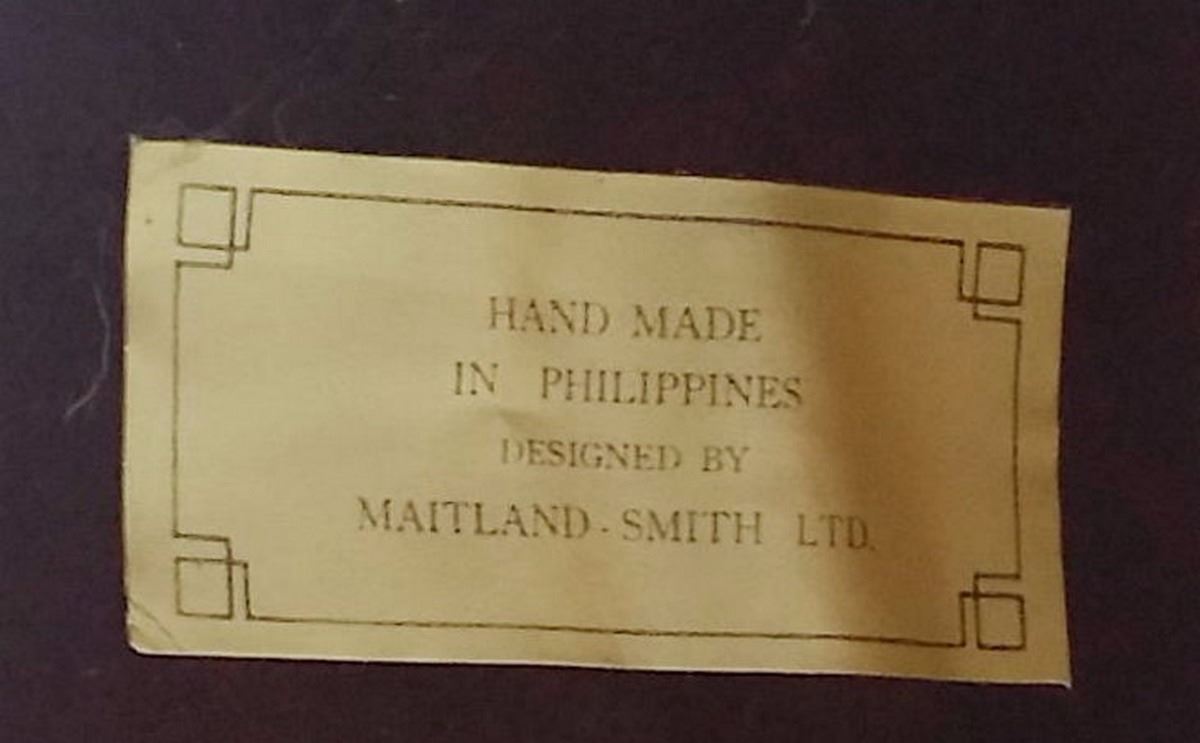 HAND MADE
IN PHILIPPINES
DESIGNED BY
MAITLAND-SMITH LTD.